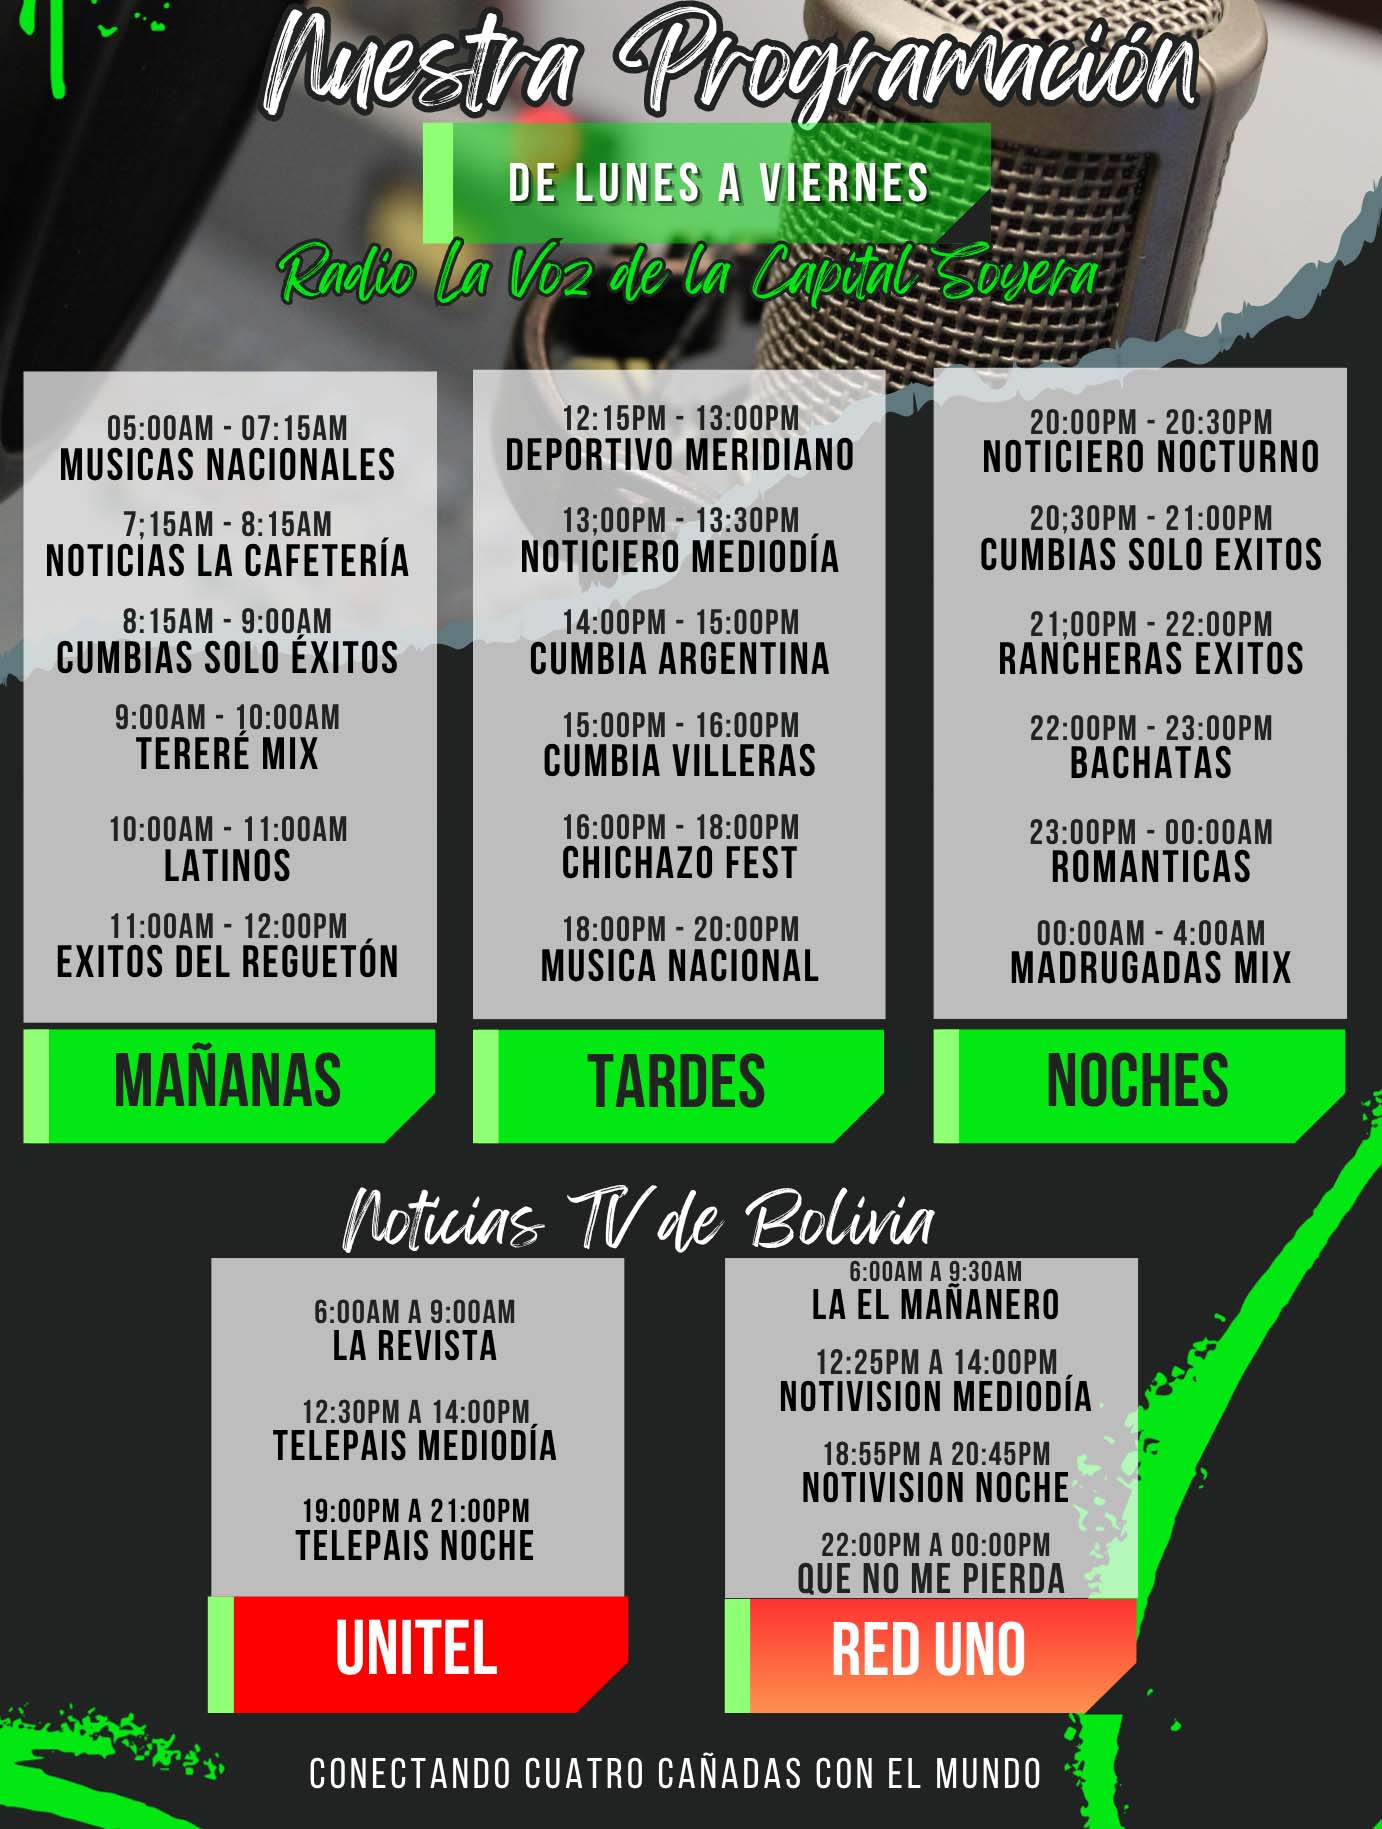 Nuestra Programación
DE LUNES A VIERNES
Radio La Voz de la Capital Soyera
05:00AM - 07:15AM
MUSICAS NACIONALES
7;15AM - 8:15AM
NOTICIAS LA CAFETERÍA
8:15AM - 9:00AM
CUMBIAS SOLO ÉXITOS
9:00AM - 10:00AM
TERERÉ MIX
10:00AM - 11:00AM
LATINOS
11:00AM - 12:00PM
EXITOS DEL REGUETÓN
MAÑANAS
12:15PM - 13:00PM
DEPORTIVO MERIDIANO
13;00PM - 13:30PM
NOTICIERO MEDIODÍA
14:00PM - 15:00PM
CUMBIA ARGENTINA
15:00PM - 16:00PM
CUMBIA VILLERAS
16:00PM - 18:00PM
CHICHAZO FEST
18:00PM - 20:00PM
MUSICA NACIONAL
TARDES
20:00PM - 20:30PM
NOTICIERO NOCTURNO
20;30PM - 21:00PM
CUMBIAS SOLO EXITOS
21;00PM - 22:00PM
RANCHERAS EXITOS
22:00PM - 23:00PM
BACHATAS
23:00PM - 00:00AM
ROMANTICAS
00:00AM - 4:00AM
MADRUGADAS MIX
NOCHES
Noticias TV de Bolivia
6:00AM A 9:00AM
LA REVISTA
12:30PM A 14:00PM
TELEPAIS MEDIODÍA
19:00PM A 21:00PM
TELEPAIS NOCHE
UNITEL
6:00AM A 9:30AM
LA EL MAÑANERO
12:25PM A 14:00PM
NOTIVISION MEDIODÍA
18:55PM A 20:45PM
NOTIVISION NOCHE
22:00PM A 00:00PM
QUE NO ME PIERDA
RED UNO
CONECTANDO CUATRO CAÑADAS CON EL MUNDO